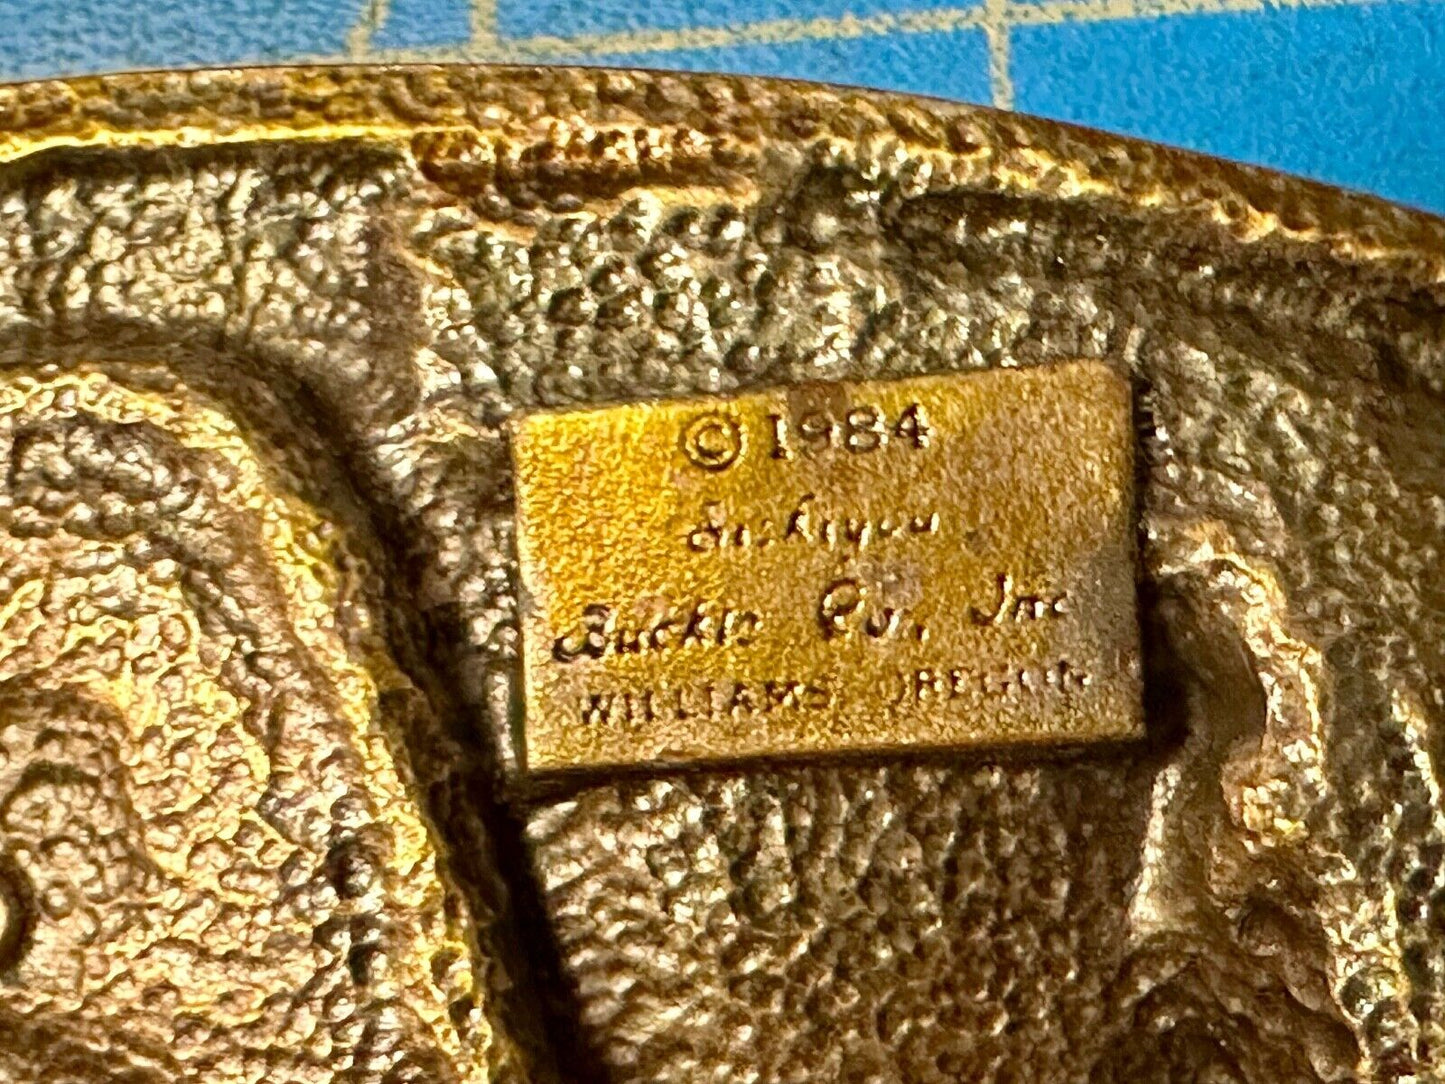 © 1984
Siskiyou
Buckle Co., Inc
WILLIAMS OREGON